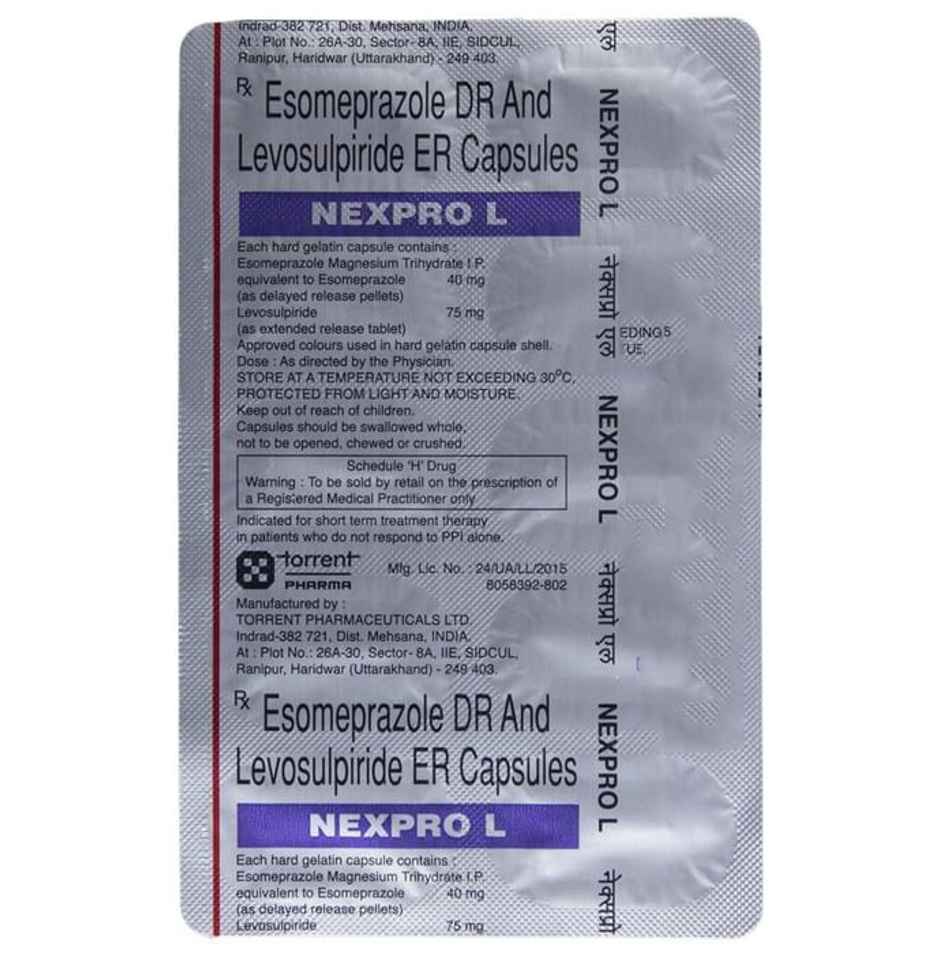 Indrad-382 721, Dist. Mehsana, INDIA.
At : Plot No.: 26A-30, Sector- 8A, IIE, SIDCUL,
Ranipur, Haridwar (Uttarakhand) - 249 403.
Rx Esomeprazole DR And
Levosulpiride ER Capsules
NEXPRO L
Each hard gelatin capsule contains :
Esomeprazole Magnesium Trihydrate I.P.
equivalent to Esomeprazole 40 mg
(as delayed release pellets)
Levosulpiride 75 mg
(as extended release tablet)
Approved colours used in hard gelatin capsule shell.
Dose : As directed by the Physician.
STORE AT A TEMPERATURE NOT EXCEEDING 30°C,
PROTECTED FROM LIGHT AND MOISTURE.
Keep out of reach of children.
Capsules should be swallowed whole,
not to be opened, chewed or crushed.
Schedule 'H' Drug
Warning : To be sold by retail on the prescription of
a Registered Medical Practitioner only
Indicated for short term treatment therapy
in patients who do not respond to PPI alone.
torrent
PHARMA
Mfg. Lic. No. : 24/UA/LL/2015
8058392-802
Manufactured by :
TORRENT PHARMACEUTICALS LTD.
Indrad-382 721, Dist. Mehsana, INDIA.
At : Plot No.: 26A-30, Sector- 8A, IIE, SIDCUL,
Ranipur, Haridwar (Uttarakhand) - 249 403.
Rx Esomeprazole DR And
Levosulpiride ER Capsules
NEXPRO L
Each hard gelatin capsule contains :
Esomeprazole Magnesium Trihydrate I.P.
equivalent to Esomeprazole 40 mg
(as delayed release pellets)
Levosulpiride 75 mg
एल
NEXPRO L
नेक्सप्रो एल
NEXPRO L
नेक्सप्रो एल
NEXPRO L
नेक्सप्रो
EDING 5
UE,